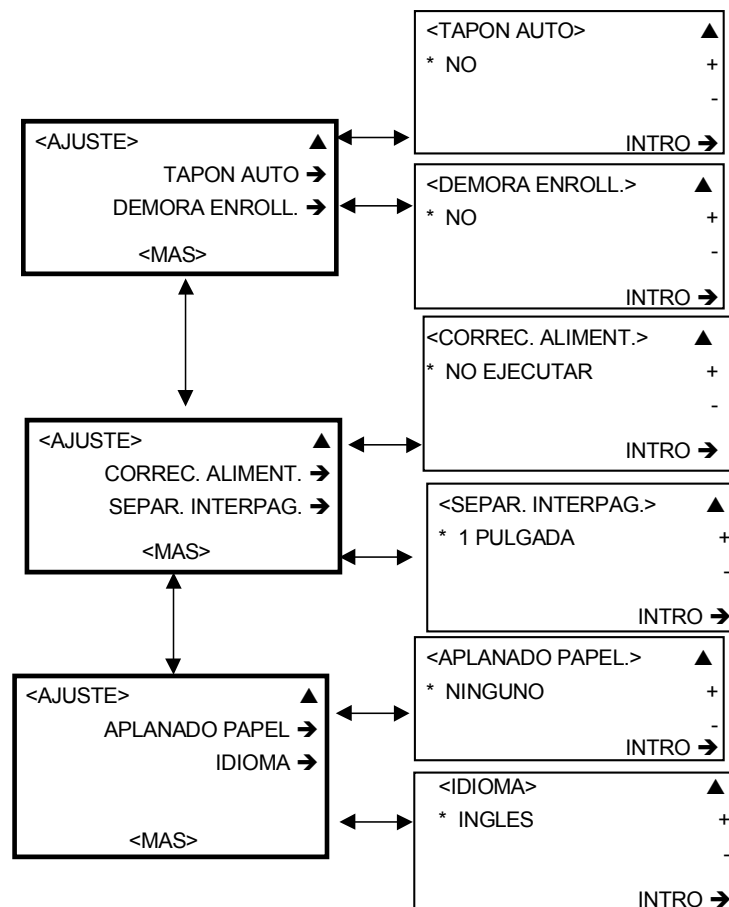 <TAPON AUTO> ▲
* NO +
-
INTRO ➔
<AJUSTE> ▲
TAPON AUTO ➔
DEMORA ENROLL. ➔
<MAS>
<DEMORA ENROLL.> ▲
* NO +
-
INTRO ➔
<CORREC. ALIMENT.> ▲
* NO EJECUTAR +
-
INTRO ➔
<AJUSTE> ▲
CORREC. ALIMENT. ➔
SEPAR. INTERPAG. ➔
<MAS>
<SEPAR. INTERPAG.> ▲
* 1 PULGADA +
-
INTRO ➔
<APLANADO PAPEL.> ▲
* NINGUNO +
-
INTRO ➔
<AJUSTE> ▲
APLANADO PAPEL ➔
IDIOMA ➔
<MAS>
<IDIOMA> ▲
* INGLES +
-
INTRO ➔